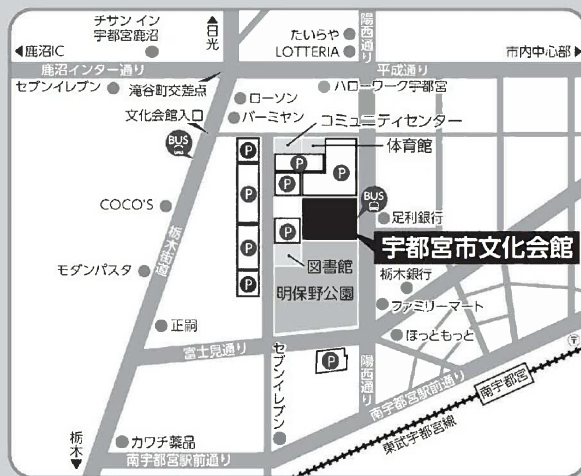 チサン イン
宇都宮鹿沼
▲日光
たいらや
LOTTERIA
陽西通り
◀鹿沼IC
市内中心部▶
鹿沼インター通り
平成通り
セブンイレブン
滝谷町交差点
ハローワーク宇都宮
ローソン
文化会館入口
バーミヤン
コミュニティセンター
BUS
体育館
P
P
P
P
P
BUS
COCO'S
足利銀行
P
P
宇都宮市文化会館
栃木街道
図書館
モダンパスタ
栃木銀行
P
明保野公園
ファミリーマート
正嗣
ほっともっと
〒
富士見通り
セブンイレブン
P
陽西通り
南宇都宮駅前通り
南宇都宮
東武宇都宮線
栃木▼
カワチ薬品
南宇都宮駅前通り